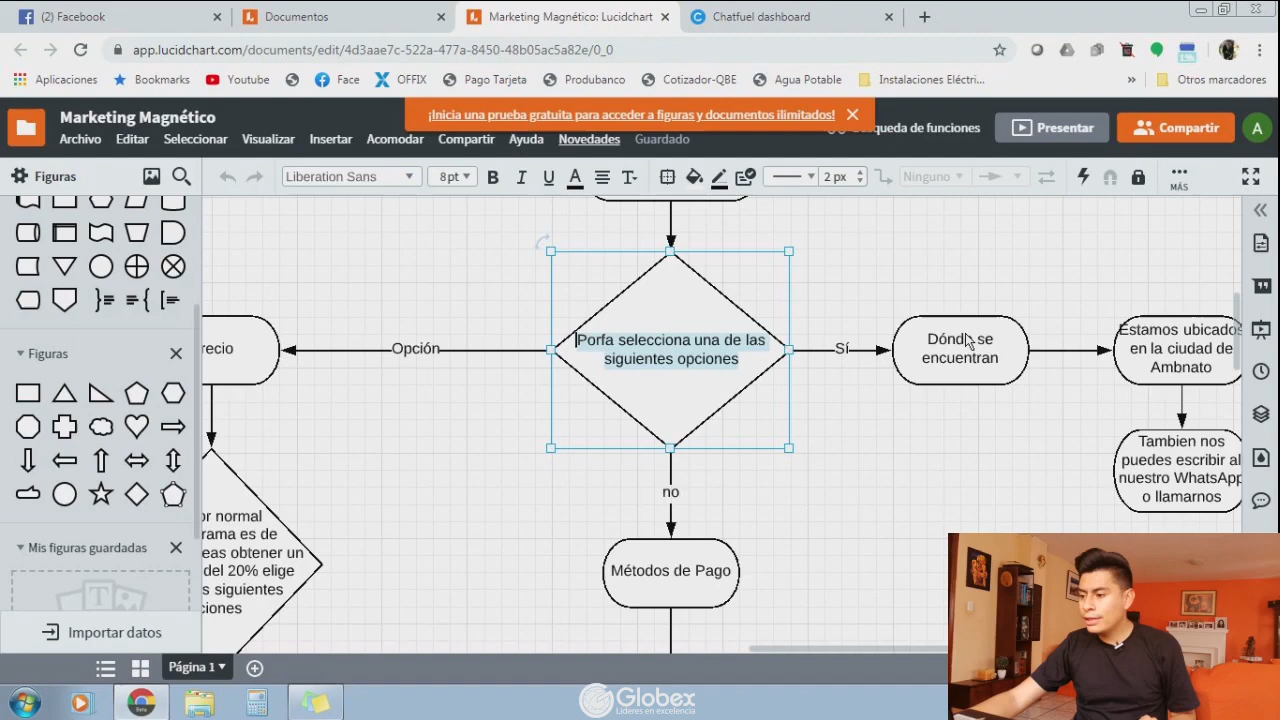 (2) Facebook
Documentos
Marketing Magnético: Lucidchart
Chatfuel dashboard
app.lucidchart.com/documents/edit/4d3aae7c-522a-477a-8450-48b05ac5a82e/0_0
Aplicaciones
Bookmarks
Youtube
Face
OFFIX
Pago Tarjeta
Produbanco
Cotizador-QBE
Agua Potable
Instalaciones Eléctri...
»
Otros marcadores
Marketing Magnético
¡Inicia una prueba gratuita para acceder a figuras y documentos ilimitados!
squeda de funciones
Presentar
Compartir
A
Archivo
Editar
Seleccionar
Visualizar
Insertar
Acomodar
Compartir
Ayuda
Novedades
Guardado
Figuras
Liberation Sans
8pt
B
I
U
A
T
2 px
Ninguno
MÁS
Porfa selecciona una de las
siguientes opciones
Opción
recio
Sí
Dónde se
encuentran
Estamos ubicados
en la ciudad de
Ambnato
Tambien nos
puedes escribir al
nuestro WhatsApp
o llamarnos
no
Métodos de Pago
or normal
rama es de
eas obtener un
del 20% elige
s siguientes
ciones
Figuras
Mis figuras guardadas
Importar datos
Página 1
Globex
Líderes en excelencia